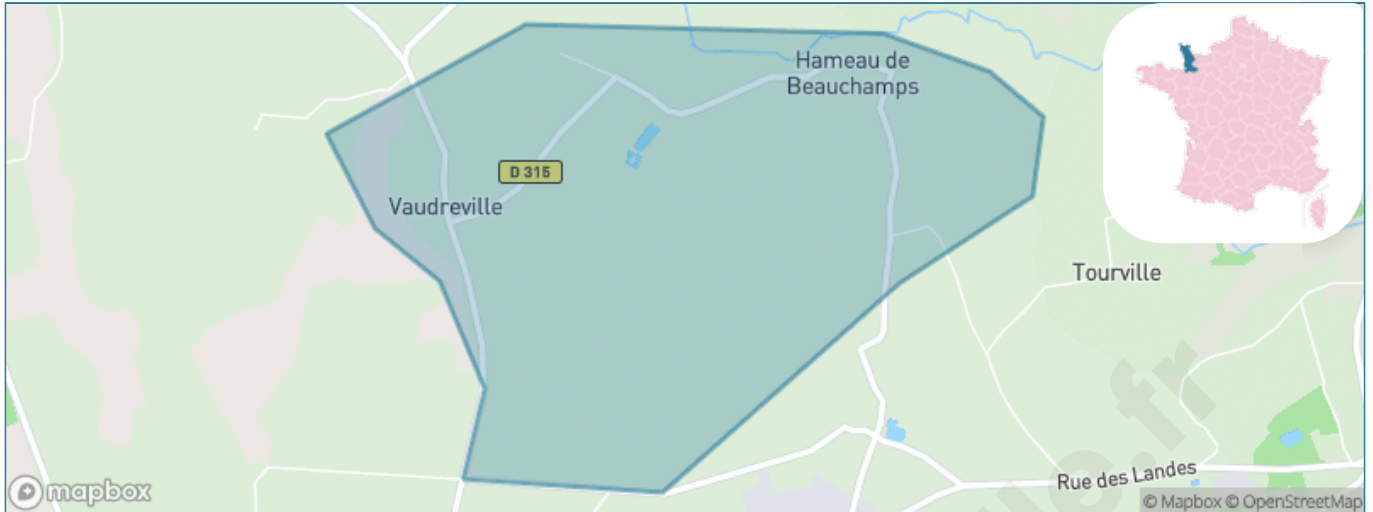 Hameau de
Beauchamps
D 315
Vaudreville
Tourville
Rue des Landes
mapbox
© Mapbox © OpenStreetMap